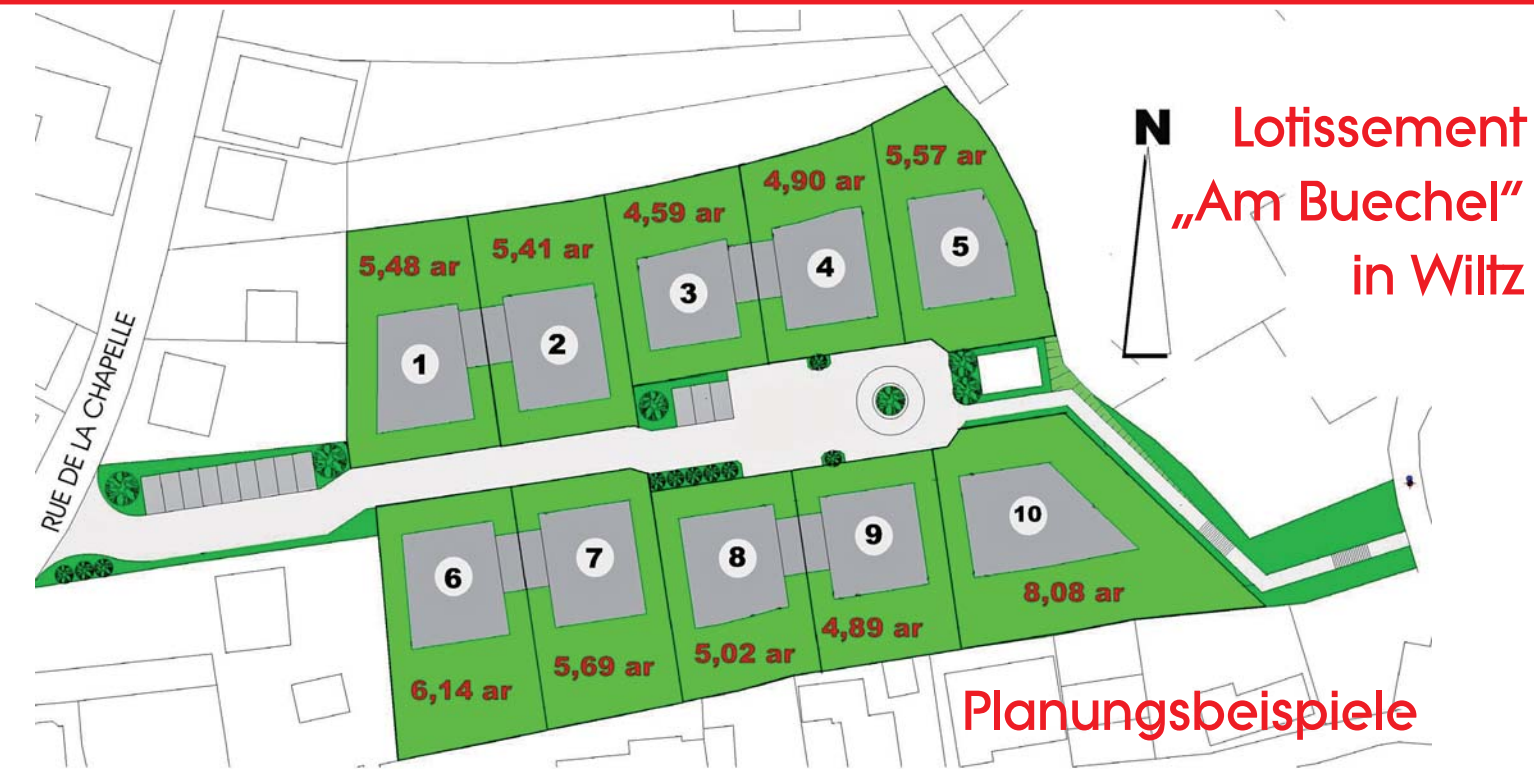 N
Lotissement
„Am Buechel”
in Wiltz
5,57 ar
4,90 ar
4,59 ar
5,41 ar
5,48 ar
5
4
3
2
1
RUE DE LA CHAPELLE
10
9
8
7
6
8,08 ar
4,89 ar
5,02 ar
5,69 ar
6,14 ar
Planungsbeispiele